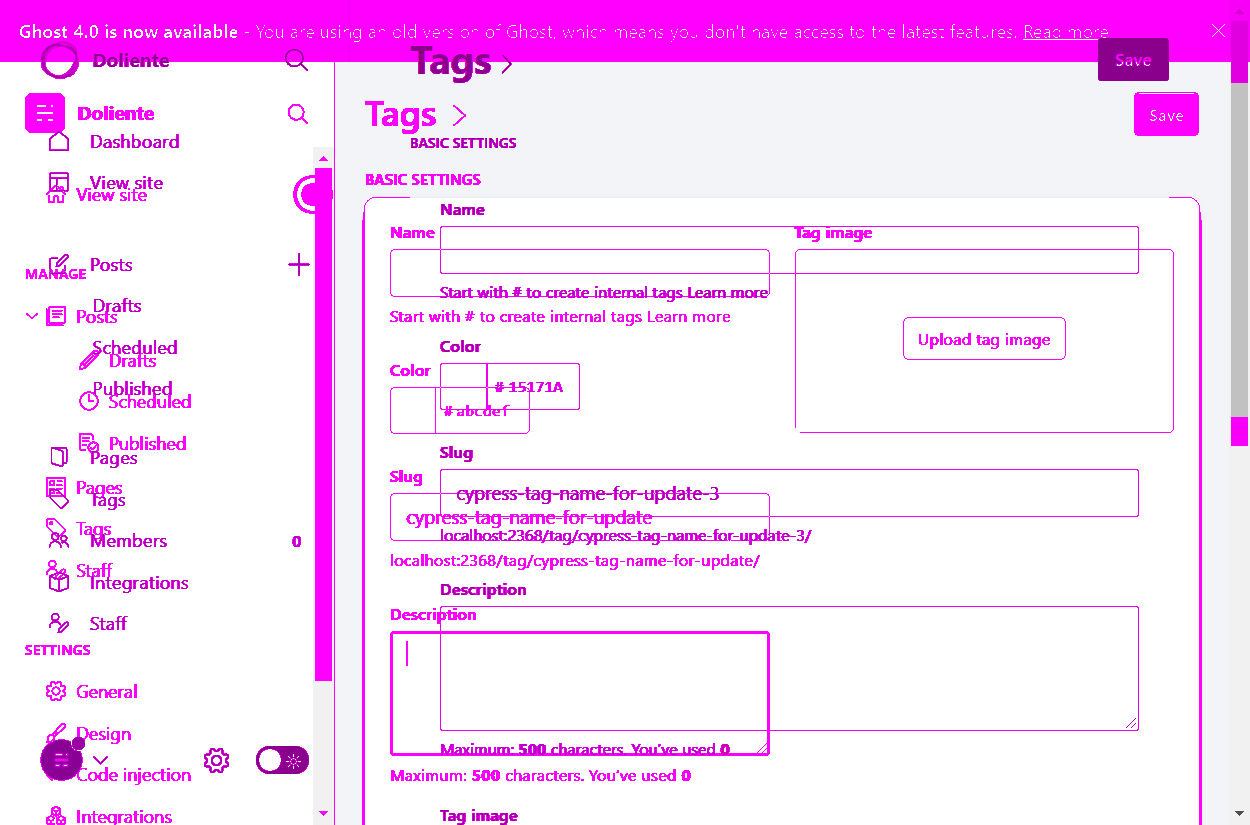 Ghost 4.0 is now available - You are using an old version of Ghost, which means you don't have access to the latest features. Read more
Doliente
Tags >
Save
Doliente
Tags >
Save
Dashboard
BASIC SETTINGS
View site
View site
BASIC SETTINGS
Name
Name
Tag image
Posts
MANAGE
Start with # to create internal tags Learn more
Drafts
Posts
Start with # to create internal tags Learn more
Scheduled
Color
Upload tag image
Drafts
Color
Published
# 15171A
Scheduled
# abcdef
Published
Slug
Pages
Slug
Pages
cypress-tag-name-for-update-3
Tags
cypress-tag-name-for-update
Tags
localhost:2368/tag/cypress-tag-name-for-update-3/
Members 0
localhost:2368/tag/cypress-tag-name-for-update/
Staff
Integrations
Description
Description
Staff
SETTINGS
General
Design
Maximum: 500 characters. You've used 0
Code injection
Maximum: 500 characters. You've used 0
Integrations
Tag image